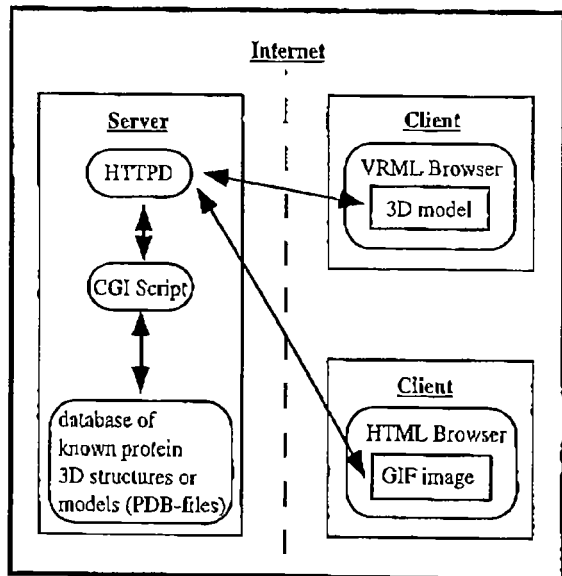 Internet
Server
HTTPD
CGI Script
database of
known protein
3D structures or
models (PDB-files)
Client
VRML Browser
3D model
Client
HTML Browser
GIF image